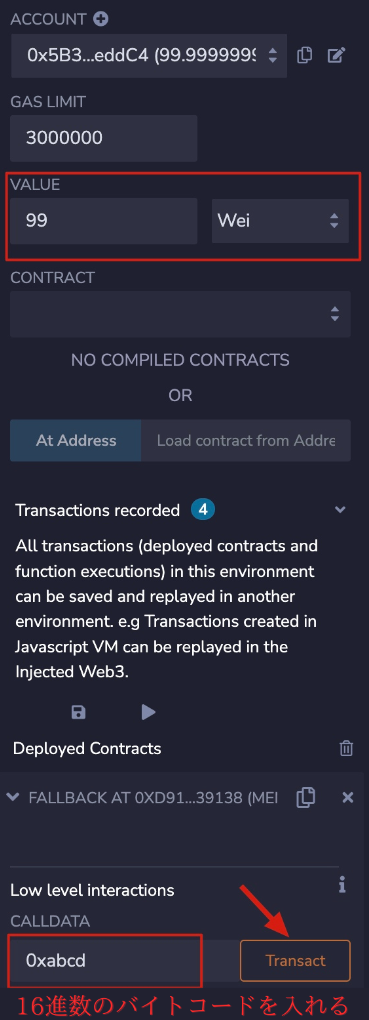 ACCOUNT
0x5B3...eddC4 (99.9999999
GAS LIMIT
3000000
VALUE
99
Wei
CONTRACT
NO COMPILED CONTRACTS
OR
At Address
Load contract from Addre
Transactions recorded 4
All transactions (deployed contracts and
function executions) in this environment
can be saved and replayed in another
environment. e.g Transactions created in
Javascript VM can be replayed in the
Injected Web3.
Deployed Contracts
FALLBACK AT 0XD91...39138 (MEI
Low level interactions
i
CALLDATA
0xabcd
Transact
16進数のバイトコードを入れる